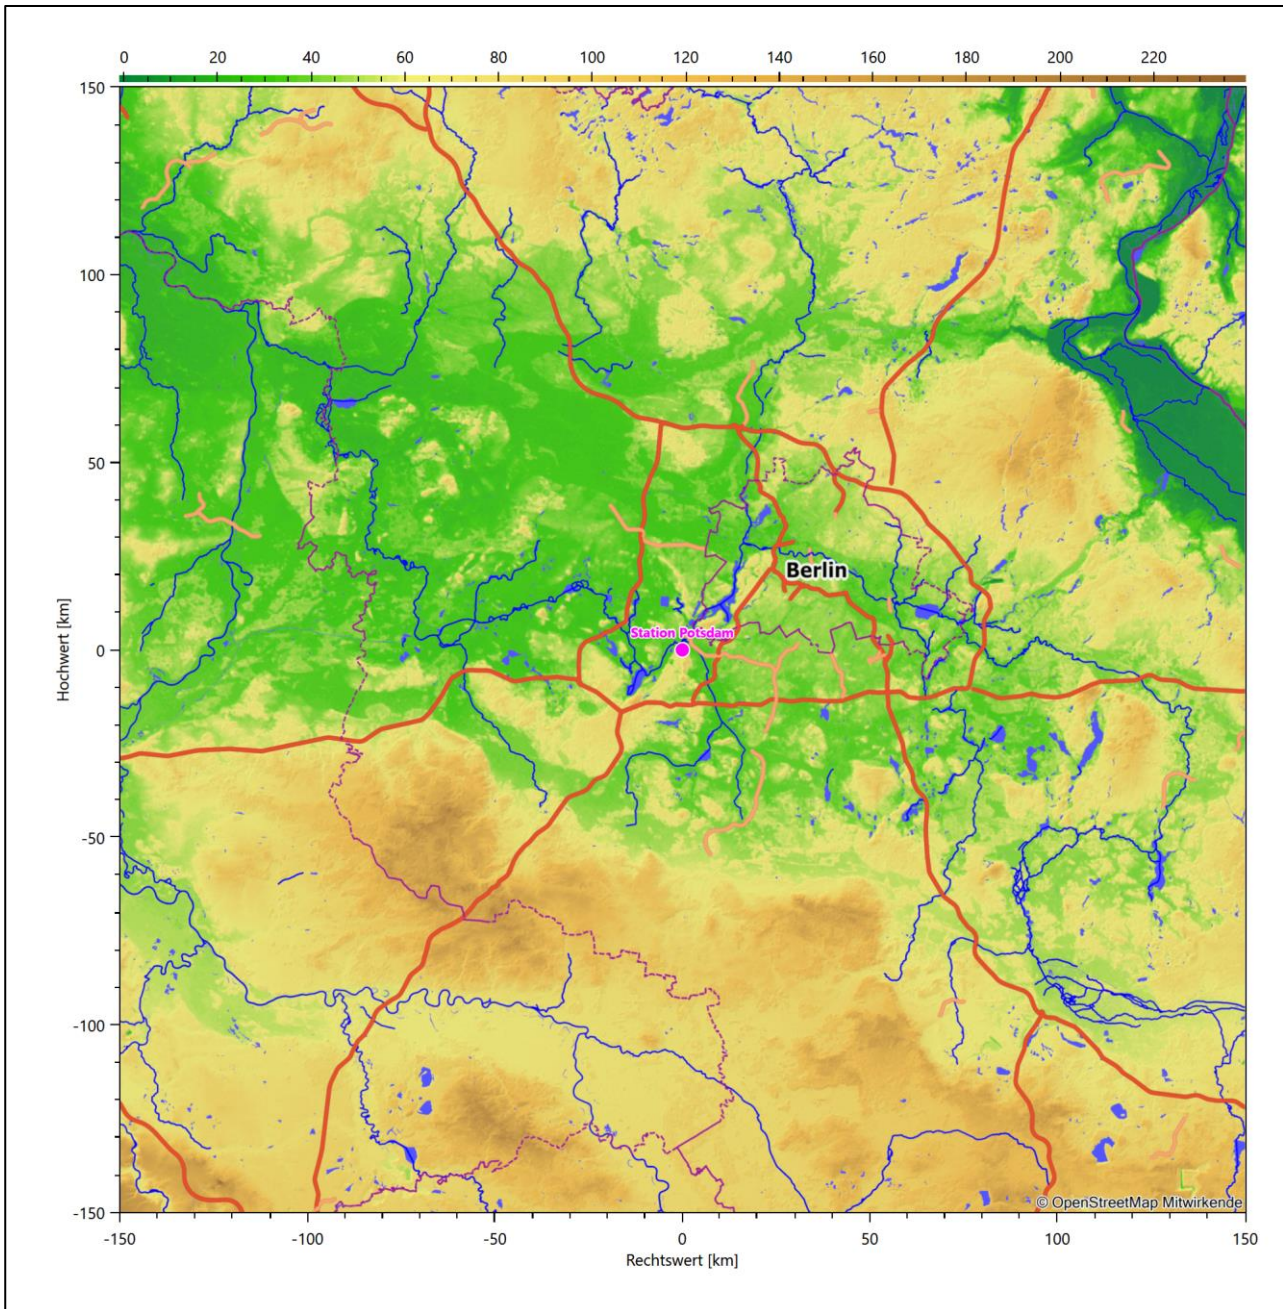 0 20 40 60 80 100 120 140 160 180 200 220
150
100
50
0
-50
-100
-150
Hochwert [km]
Berlin
Station Potsdam
© OpenStreetMap Mitwirkende
-150 -100 -50 0 50 100 150
Rechtswert [km]